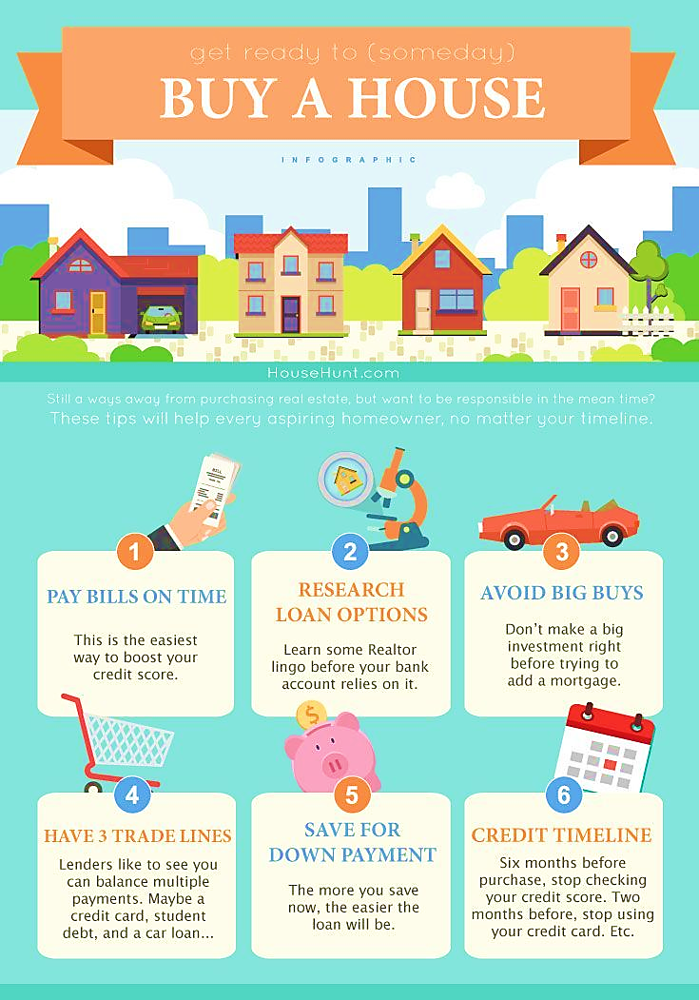 get ready to (someday)
BUY A HOUSE
INFOGRAPHIC
HouseHunt.com
Still a ways away from purchasing real estate, but want to be responsible in the mean time?
These tips will help every aspiring homeowner, no matter your timeline.
BILL
1
PAY BILLS ON TIME
This is the easiest
way to boost your
credit score.
2
RESEARCH
LOAN OPTIONS
Learn some Realtor
lingo before your bank
account relies on it.
3
AVOID BIG BUYS
Don't make a big
investment right
before trying to
add a mortgage.
4
HAVE 3 TRADE LINES
Lenders like to see you
can balance multiple
payments. Maybe a
credit card, student
debt, and a car loan...
$
5
SAVE FOR
DOWN PAYMENT
The more you save
now, the easier the
loan will be.
6
CREDIT TIMELINE
Six months before
purchase, stop checking
your credit score. Two
months before, stop using
your credit card. Etc.